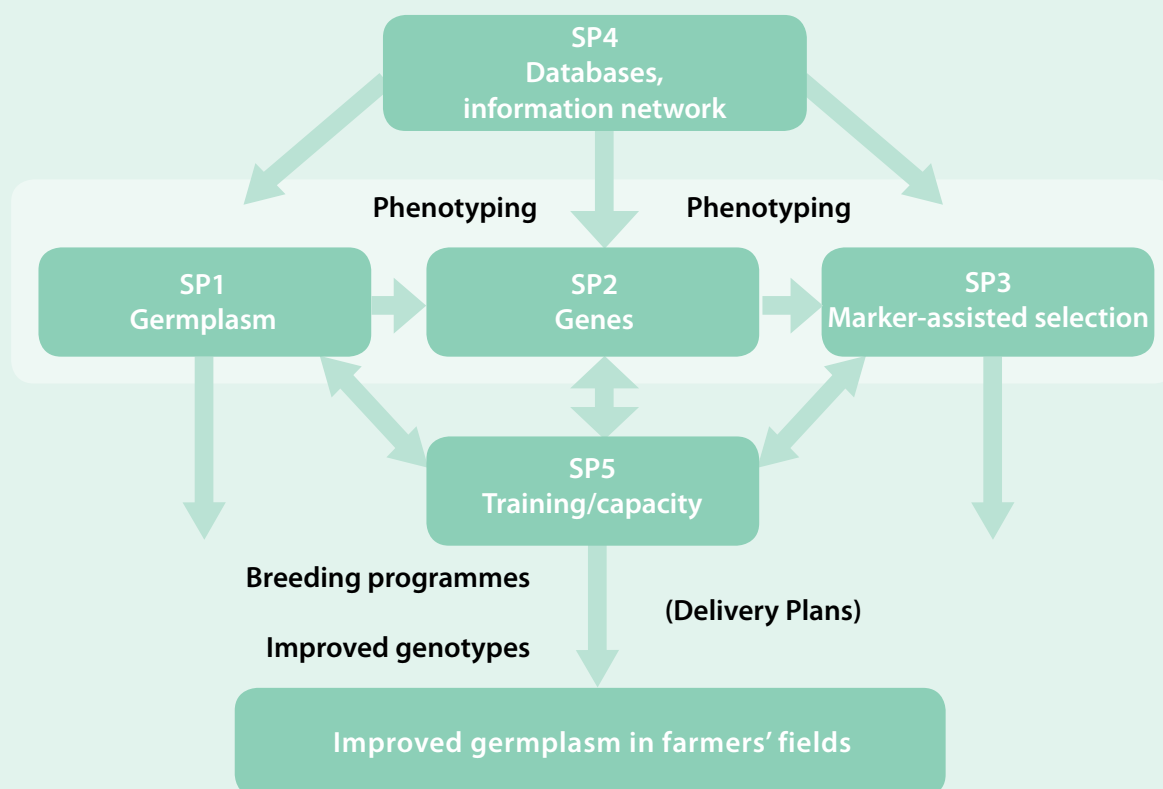 SP4
Databases,
information network
Phenotyping
Phenotyping
SP1
Germplasm
SP2
Genes
SP3
Marker-assisted selection
SP5
Training/capacity
Breeding programmes
(Delivery Plans)
Improved genotypes
Improved germplasm in farmers’ fields